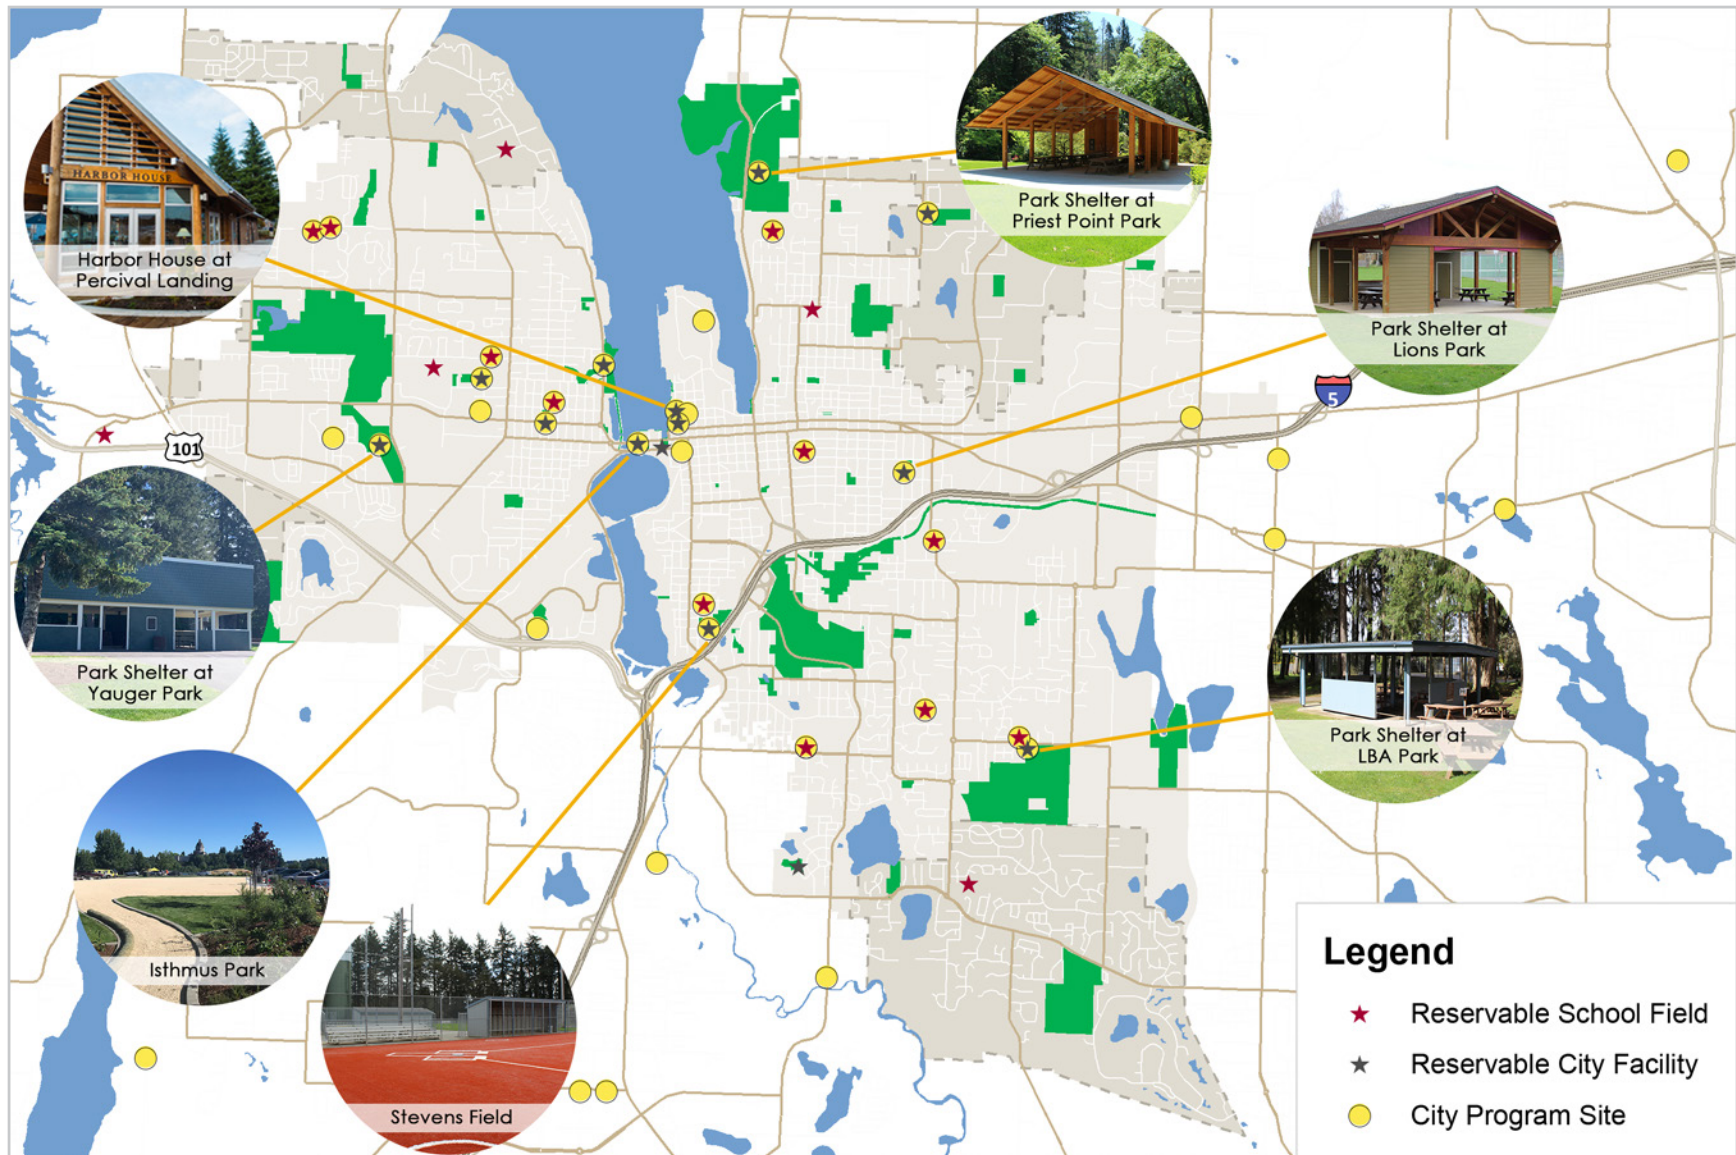 HARBOR HOUSE
Harbor House at
Percival Landing
Park Shelter at
Priest Point Park
Park Shelter at
Lions Park
5
101
Park Shelter at
Yauger Park
Park Shelter at
LBA Park
Isthmus Park
Stevens Field
Legend
Reservable School Field
Reservable City Facility
City Program Site